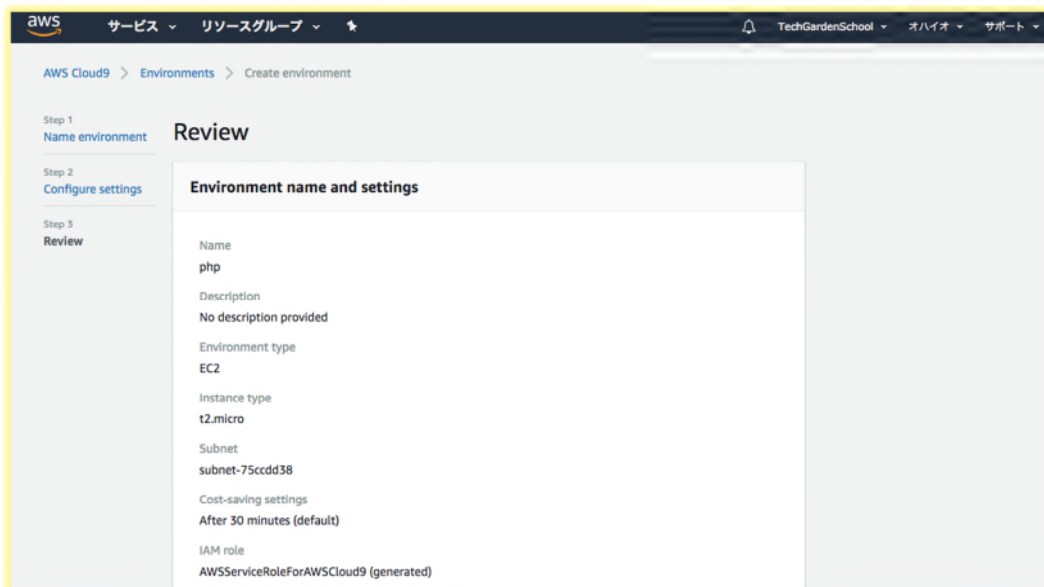 aws サービス リソースグループ TechGardenSchool オハイオ サポート
AWS Cloud9 > Environments > Create environment
Step 1
Name environment
Step 2
Configure settings
Step 3
Review
Review
Environment name and settings
Name
php
Description
No description provided
Environment type
EC2
Instance type
t2.micro
Subnet
subnet-75ccdd38
Cost-saving settings
After 30 minutes (default)
IAM role
AWSServiceRoleForAWSCloud9 (generated)